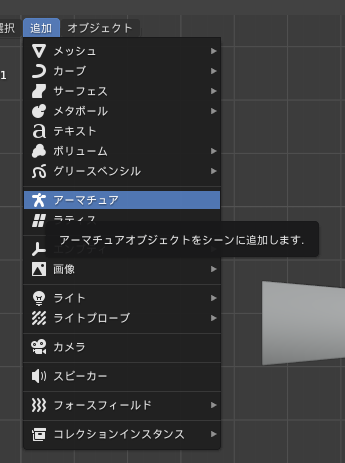 選択 追加 オブジェクト
メッシュ
1
カーブ
サーフェス
メタボール
テキスト
ボリューム
グリースペンシル
アーマチュア
ラティス
アーマチュアオブジェクトをシーンに追加します.
画像
ライト
ライトプローブ
カメラ
スピーカー
フォースフィールド
コレクションインスタンス